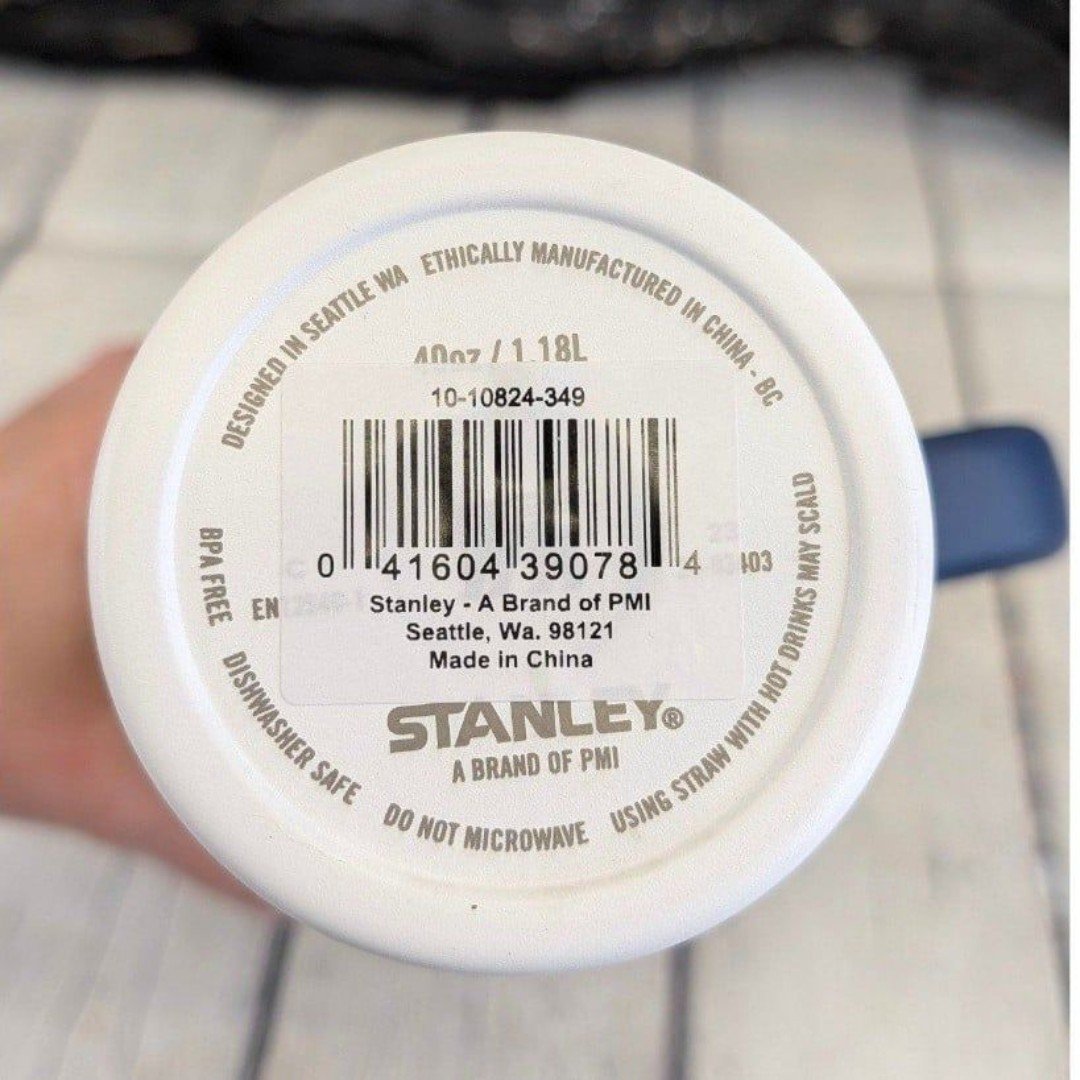 DESIGNED IN SEATTLE WA
ETHICALLY MANUFACTURED IN CHINA - BC
40oz / 1.18L
10-10824-349
0 41604 39078 4
403
EN
Stanley - A Brand of PMI
Seattle, Wa. 98121
Made in China
STANLEY®
A BRAND OF PMI
BPA FREE
DISHWASHER SAFE
DO NOT MICROWAVE
USING STRAW WITH HOT DRINKS MAY SCALD